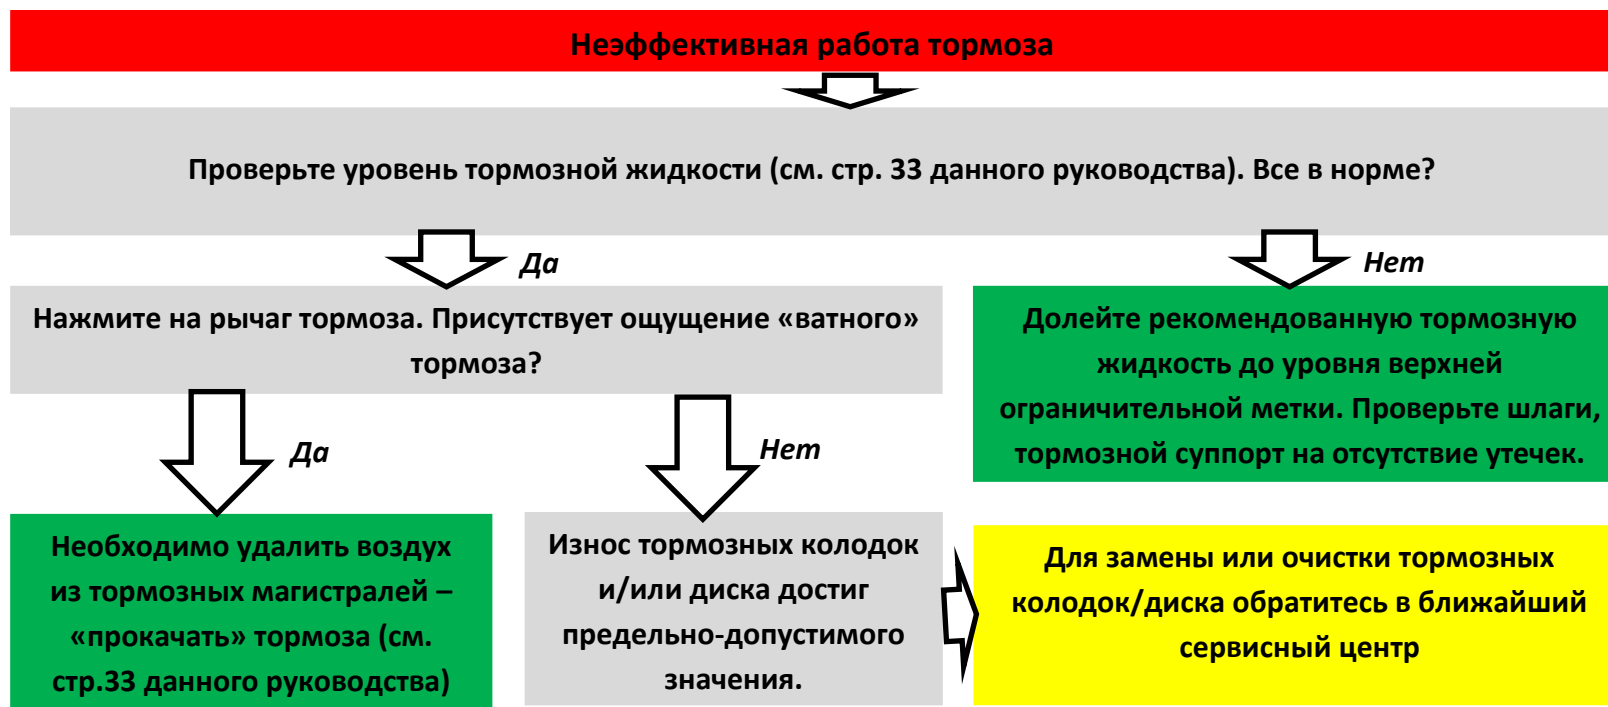 Неэффективная работа тормоза
Проверьте уровень тормозной жидкости (см. стр. 33 данного руководства). Все в норме?
Да
Нет
Нажмите на рычаг тормоза. Присутствует ощущение «ватного»
тормоза?
Долейте рекомендованную тормозную
жидкость до уровня верхней
ограничительной метки. Проверьте шлаги,
тормозной суппорт на отсутствие утечек.
Да
Нет
Необходимо удалить воздух
из тормозных магистралей –
«прокачать» тормоза (см.
стр.33 данного руководства)
Износ тормозных колодок
и/или диска достиг
предельно-допустимого
значения.
Для замены или очистки тормозных
колодок/диска обратитесь в ближайший
сервисный центр